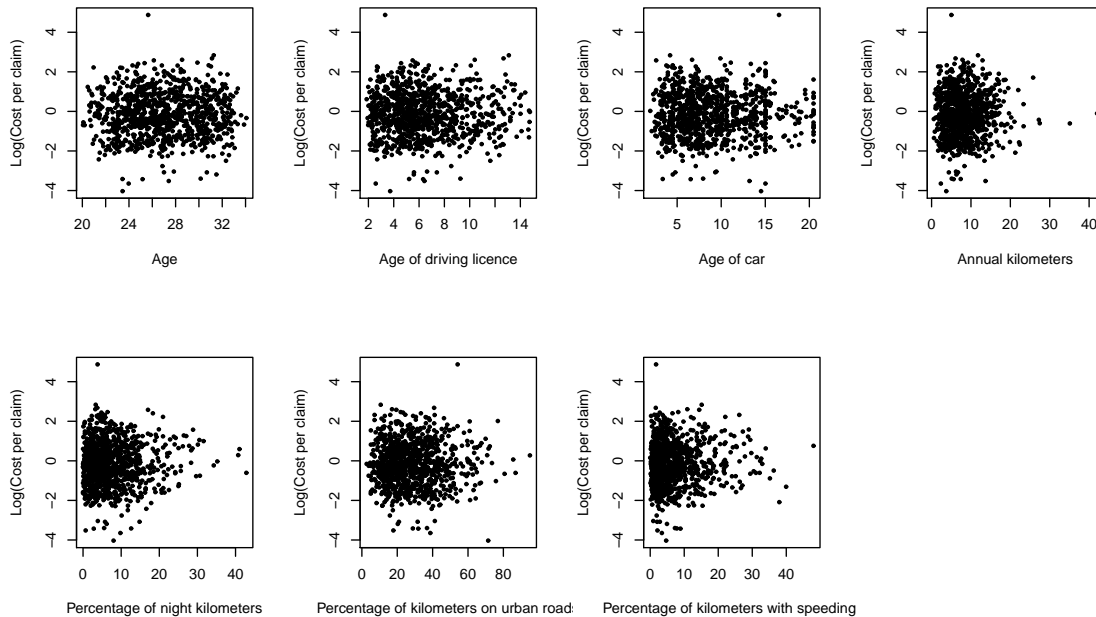 Log(Cost per claim)
4
2
0
−2
−4
20 24 28 32
Age
Log(Cost per claim)
4
2
0
−2
−4
2 4 6 8 10 14
Age of driving licence
Log(Cost per claim)
4
2
0
−2
−4
5 10 15 20
Age of car
Log(Cost per claim)
4
2
0
−2
−4
0 10 20 30 40
Annual kilometers
Log(Cost per claim)
4
2
0
−2
−4
0 10 20 30 40
Percentage of night kilometers
Log(Cost per claim)
4
2
0
−2
−4
0 20 40 60 80
Percentage of kilometers on urban road
Log(Cost per claim)
4
2
0
−2
−4
0 10 20 30 40
Percentage of kilometers with speeding